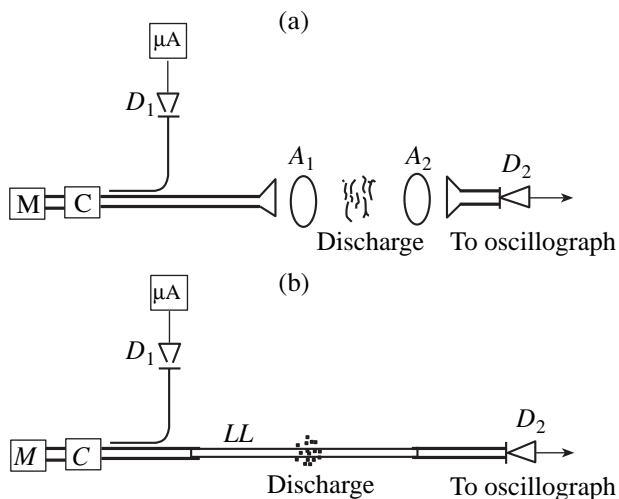 (a)
μA
D1
A1
A2
D2
M
C
Discharge
To oscillograph
(b)
μA
D1
LL
D2
M
C
Discharge
To oscillograph